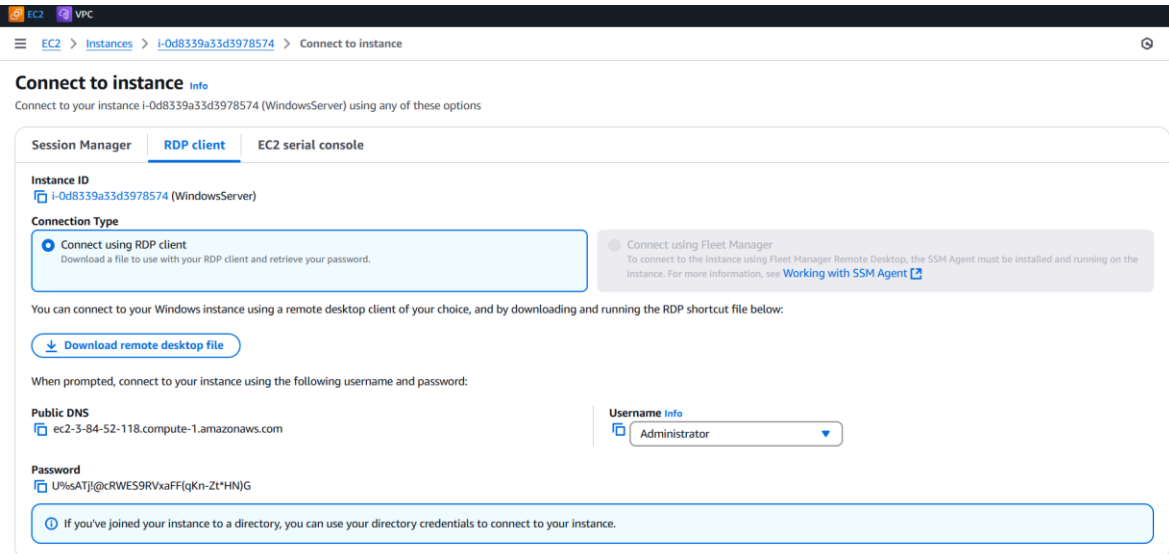 EC2 VPC
EC2 > Instances > i-0d8339a33d3978574 > Connect to instance
Connect to instance Info
Connect to your instance i-0d8339a33d3978574 (WindowsServer) using any of these options
Session Manager RDP client EC2 serial console
Instance ID
i-0d8339a33d3978574 (WindowsServer)
Connection Type
Connect using RDP client
Download a file to use with your RDP client and retrieve your password.
Connect using Fleet Manager
To connect to the instance using Fleet Manager Remote Desktop, the SSM Agent must be installed and running on the
instance. For more information, see Working with SSM Agent
You can connect to your Windows instance using a remote desktop client of your choice, and by downloading and running the RDP shortcut file below:
Download remote desktop file
When prompted, connect to your instance using the following username and password:
Public DNS
ec2-3-84-52-118.compute-1.amazonaws.com
Username Info
Administrator
Password
U%sATj!@cRWES9RVxaFF(qKn-Zt*HN)G
If you've joined your instance to a directory, you can use your directory credentials to connect to your instance.